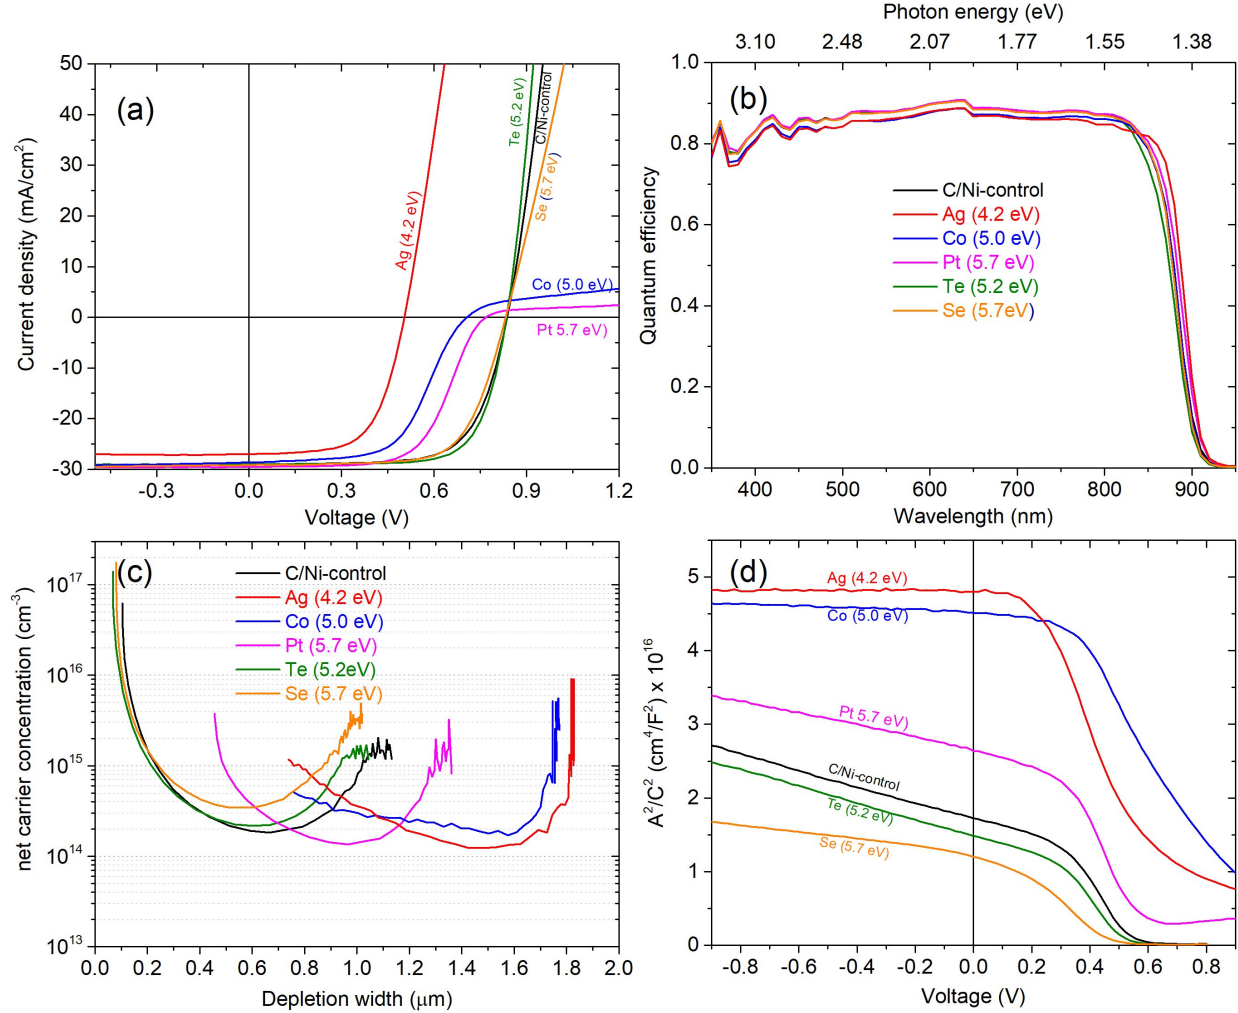 (a)
Current density (mA/cm²)
50
40
30
20
10
0
-10
-20
-30
-0.3
0.0
0.3
0.6
0.9
1.2
Voltage (V)
Ag (4.2 eV)
Te (5.2 eV)
C/Ni-control
Se (5.7 eV)
Co (5.0 eV)
Pt 5.7 eV)
Photon energy (eV)
3.10
2.48
2.07
1.77
1.55
1.38
(b)
Quantum efficiency
1.0
0.8
0.6
0.4
0.2
0.0
C/Ni-control
Ag (4.2 eV)
Co (5.0 eV)
Pt (5.7 eV)
Te (5.2 eV)
Se (5.7eV)
400
500
600
700
800
900
Wavelength (nm)
(c)
net carrier concentration (cm⁻³)
10¹⁷
10¹⁶
10¹⁵
10¹⁴
10¹³
C/Ni-control
Ag (4.2 eV)
Co (5.0 eV)
Pt (5.7 eV)
Te (5.2eV)
Se (5.7 eV)
0.0
0.2
0.4
0.6
0.8
1.0
1.2
1.4
1.6
1.8
2.0
Depletion width (μm)
(d)
A²/C² (cm⁴/F²) x 10¹⁶
5
4
3
2
1
0
Ag (4.2 eV)
Co (5.0 eV)
Pt 5.7 eV)
C/Ni-control
Te (5.2 eV)
Se (5.7 eV)
-0.8
-0.6
-0.4
-0.2
0.0
0.2
0.4
0.6
0.8
Voltage (V)